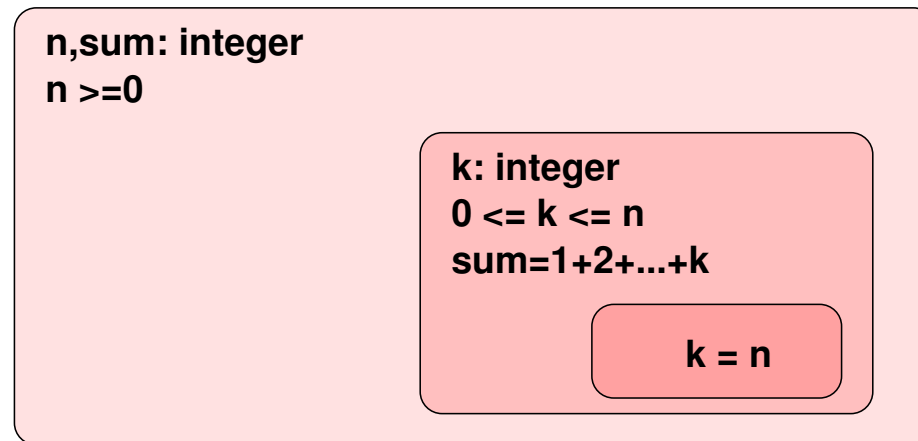 n,sum: integer
n >=0
k: integer
0 <= k <= n
sum=1+2+...+k
k = n